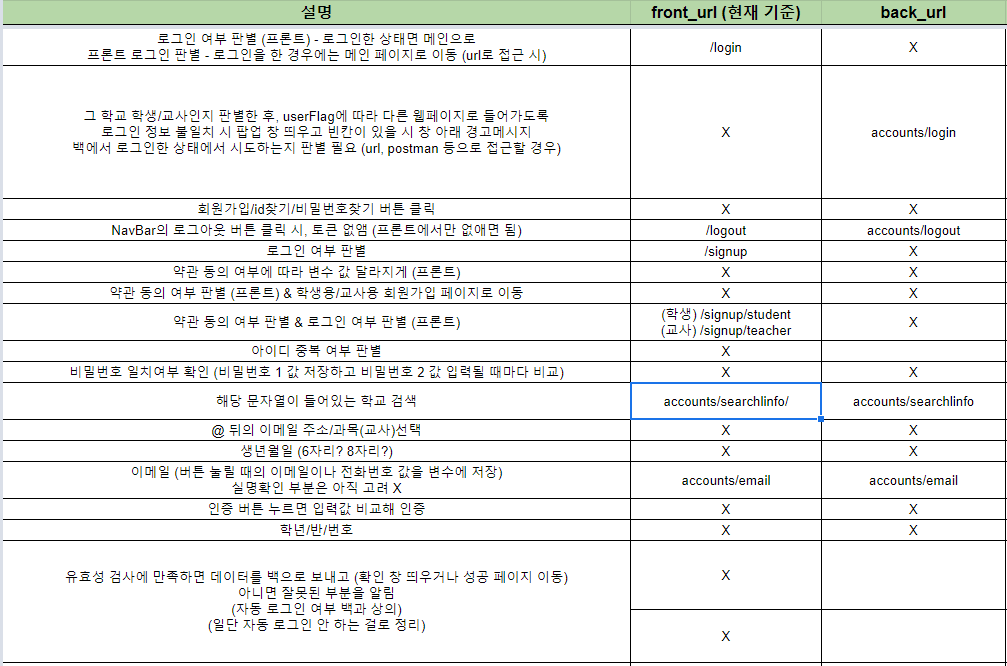 설명 front_url (현재 기준) back_url
로그인 여부 판별 (프론트) - 로그인한 상태면 메인으로
프론트 로그인 판별 - 로그인을 한 경우에는 메인 페이지로 이동 (url로 접근 시)
/login X
그 학교 학생/교사인지 판별한 후, userFlag에 따라 다른 웹페이지로 들어가도록
로그인 정보 불일치 시 팝업 창 띄우고 빈칸이 있을 시 창 아래 경고메시지
백에서 로그인한 상태에서 시도하는지 판별 필요 (url, postman 등으로 접근할 경우)
X accounts/login
회원가입/id찾기/비밀번호찾기 버튼 클릭 X X
NavBar의 로그아웃 버튼 클릭 시, 토큰 없앰 (프론트에서만 없애면 됨) /logout accounts/logout
로그인 여부 판별 /signup X
약관 동의 여부에 따라 변수 값 달라지게 (프론트) X X
약관 동의 여부 판별 (프론트) & 학생용/교사용 회원가입 페이지로 이동 X X
약관 동의 여부 판별 & 로그인 여부 판별 (프론트)
(학생) /signup/student
(교사) /signup/teacher
X
아이디 중복 여부 판별 X
비밀번호 일치여부 확인 (비밀번호 1 값 저장하고 비밀번호 2 값 입력될 때마다 비교) X X
해당 문자열이 들어있는 학교 검색 accounts/searchlinfo/ accounts/searchlinfo
@ 뒤의 이메일 주소/과목(교사)선택 X X
생년월일 (6자리? 8자리?) X X
이메일 (버튼 눌릴 때의 이메일이나 전화번호 값을 변수에 저장)
실명확인 부분은 아직 고려 X
accounts/email accounts/email
인증 버튼 누르면 입력값 비교해 인증 X X
학년/반/번호 X X
유효성 검사에 만족하면 데이터를 백으로 보내고 (확인 창 띄우거나 성공 페이지 이동)
아니면 잘못된 부분을 알림
(자동 로그인 여부 백과 상의)
(일단 자동 로그인 안 하는 걸로 정리)
X
X